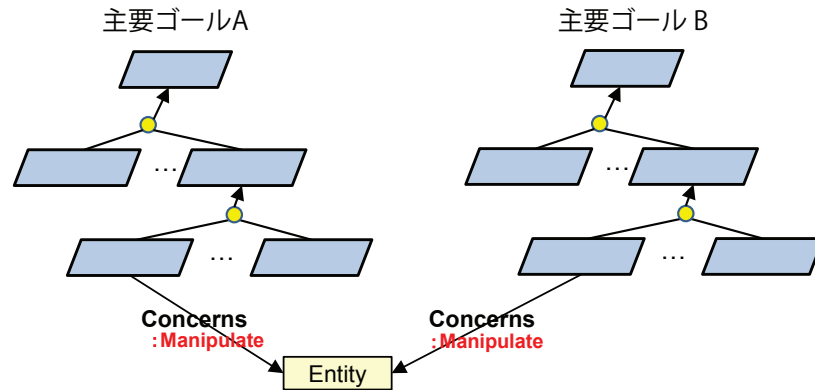 主要ゴールA
主要ゴール B
...
...
...
...
Concerns
:Manipulate
Concerns
:Manipulate
Entity